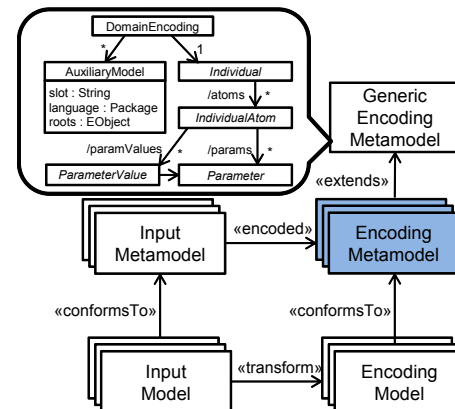 DomainEncoding
* 1
AuxiliaryModel
slot : String
language : Package
roots : EObject
Individual
/atoms *
IndividualAtom
/paramValues * /params *
ParameterValue
Parameter
Generic
Encoding
Metamodel
«extends»
Input
Metamodel
«encoded»
Encoding
Metamodel
«conformsTo»
«conformsTo»
Input
Model
«transform»
Encoding
Model